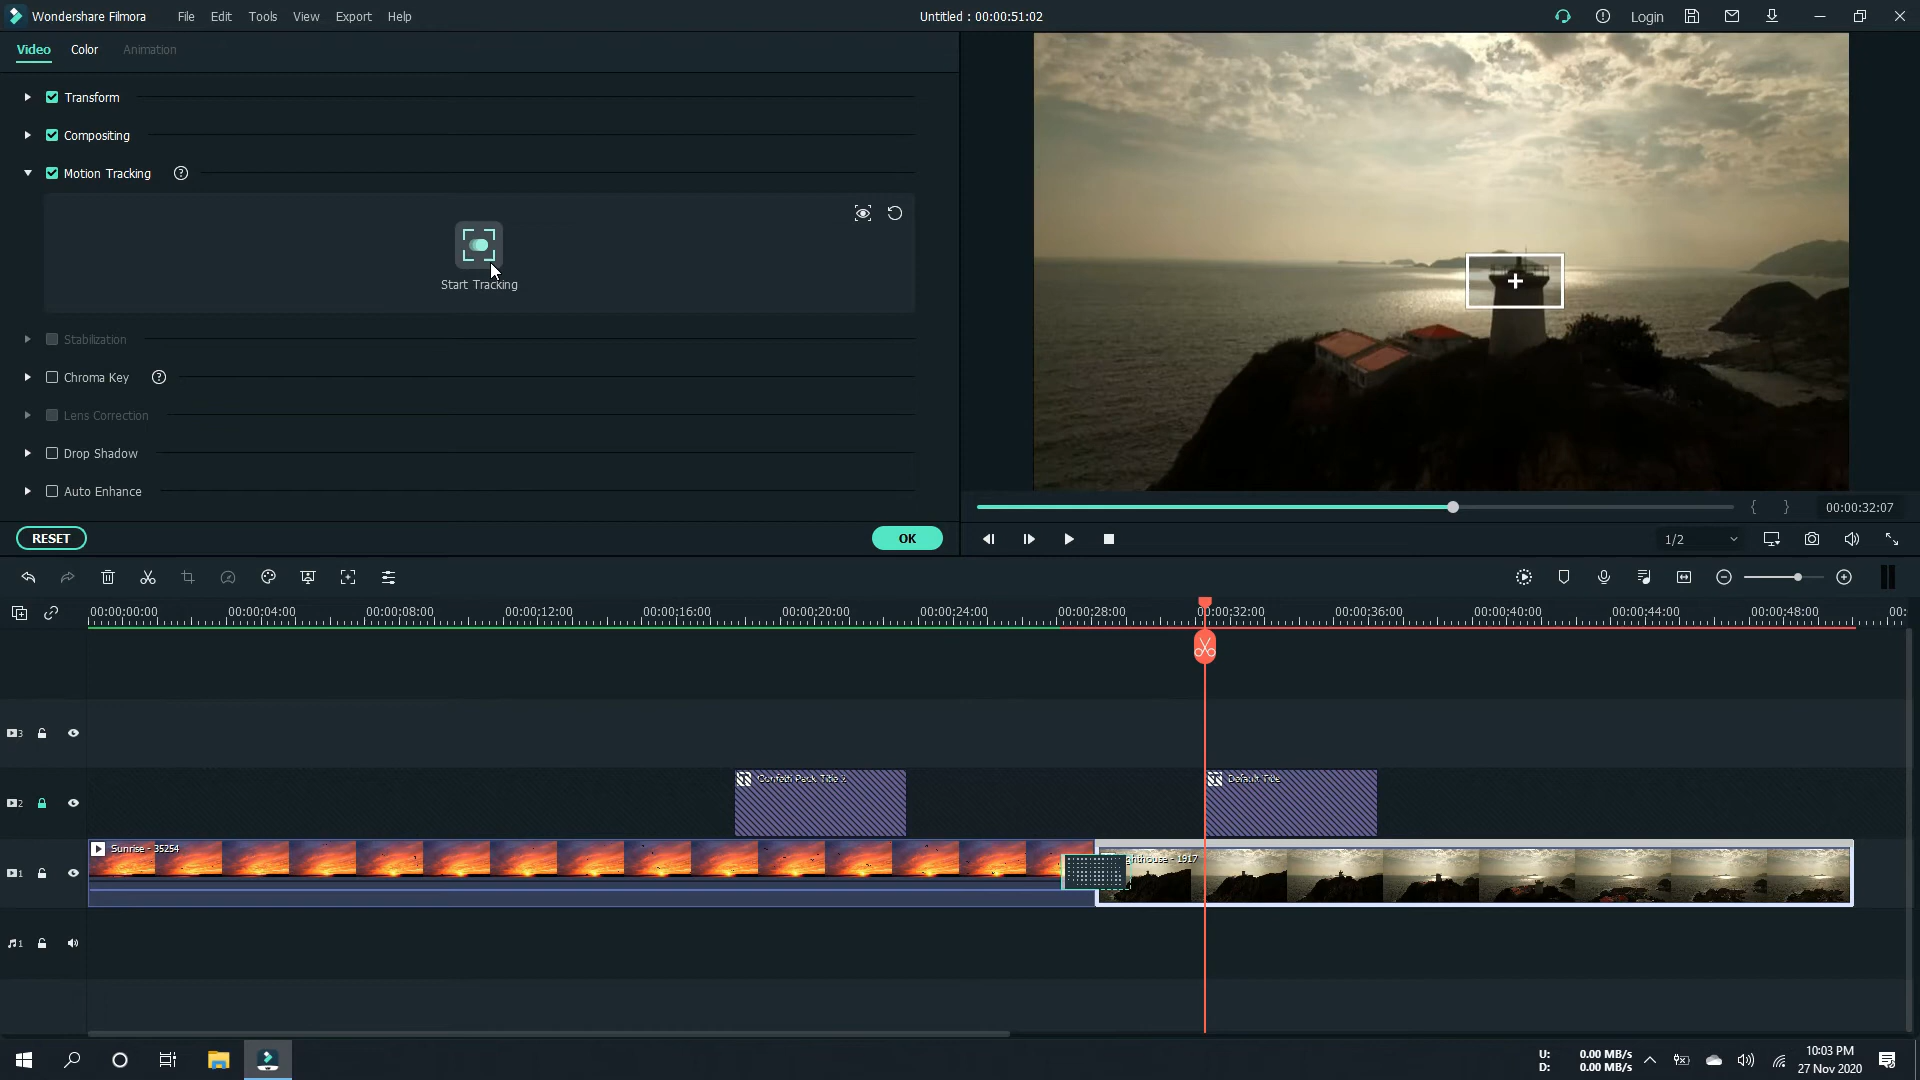 Wondershare Filmora File Edit Tools View Export Help Untitled : 00:00:51:02 Login
Video Color Animation
Transform
Compositing
Motion Tracking ?
Start Tracking
Stabilization
Chroma Key ?
Lens Correction
Drop Shadow
Auto Enhance
RESET OK
{ } 00:00:32:07
1/2
00:00:00:00 00:00:04:00 00:00:08:00 00:00:12:00 00:00:16:00 00:00:20:00 00:00:24:00 00:00:28:00 00:00:32:00 00:00:36:00 00:00:40:00 00:00:44:00 00:00:48:00 00:
3
2 Confetti Pack Title 2 Default Title
1 Sunrise - 35254 ghthouse - 1917
1
U: 0.00 MB/s
D: 0.00 MB/s
10:03 PM
27 Nov 2020